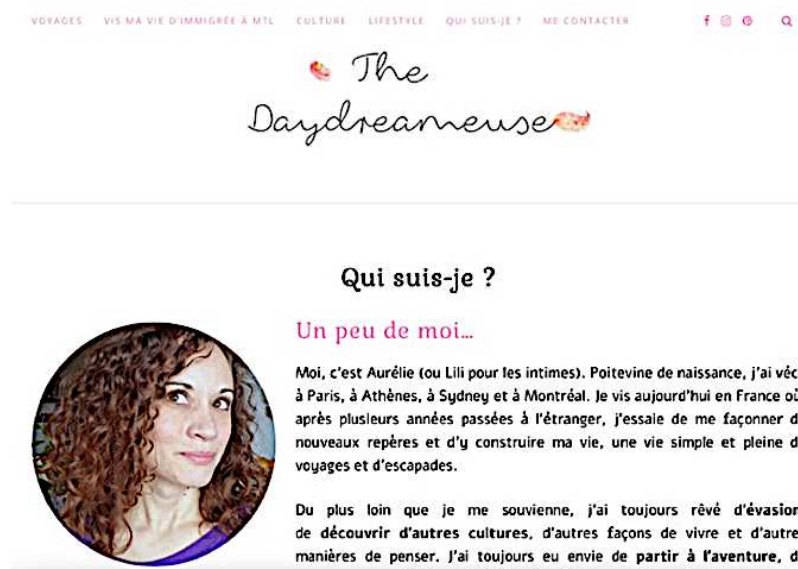 VOYAGES VIS MA VIE D'IMMIGRÉE À MTL CULTURE LIFESTYLE QUI SUIS-JE ? ME CONTACTER
The
Daydreameuse
Qui suis-je ?
Un peu de moi...
Moi, c'est Aurélie (ou Lili pour les intimes). Poitevine de naissance, j'ai véc
à Paris, à Athènes, à Sydney et à Montréal. Je vis aujourd'hui en France où
après plusieurs années passées à l'étranger, j'essaie de me façonner d
nouveaux repères et d'y construire ma vie, une vie simple et pleine d
voyages et d'escapades.
Du plus loin que je me souvienne, j'ai toujours rêvé d'évasion
de découvrir d'autres cultures, d'autres façons de vivre et d'autre
manières de penser. J'ai toujours eu envie de partir à l'aventure, d